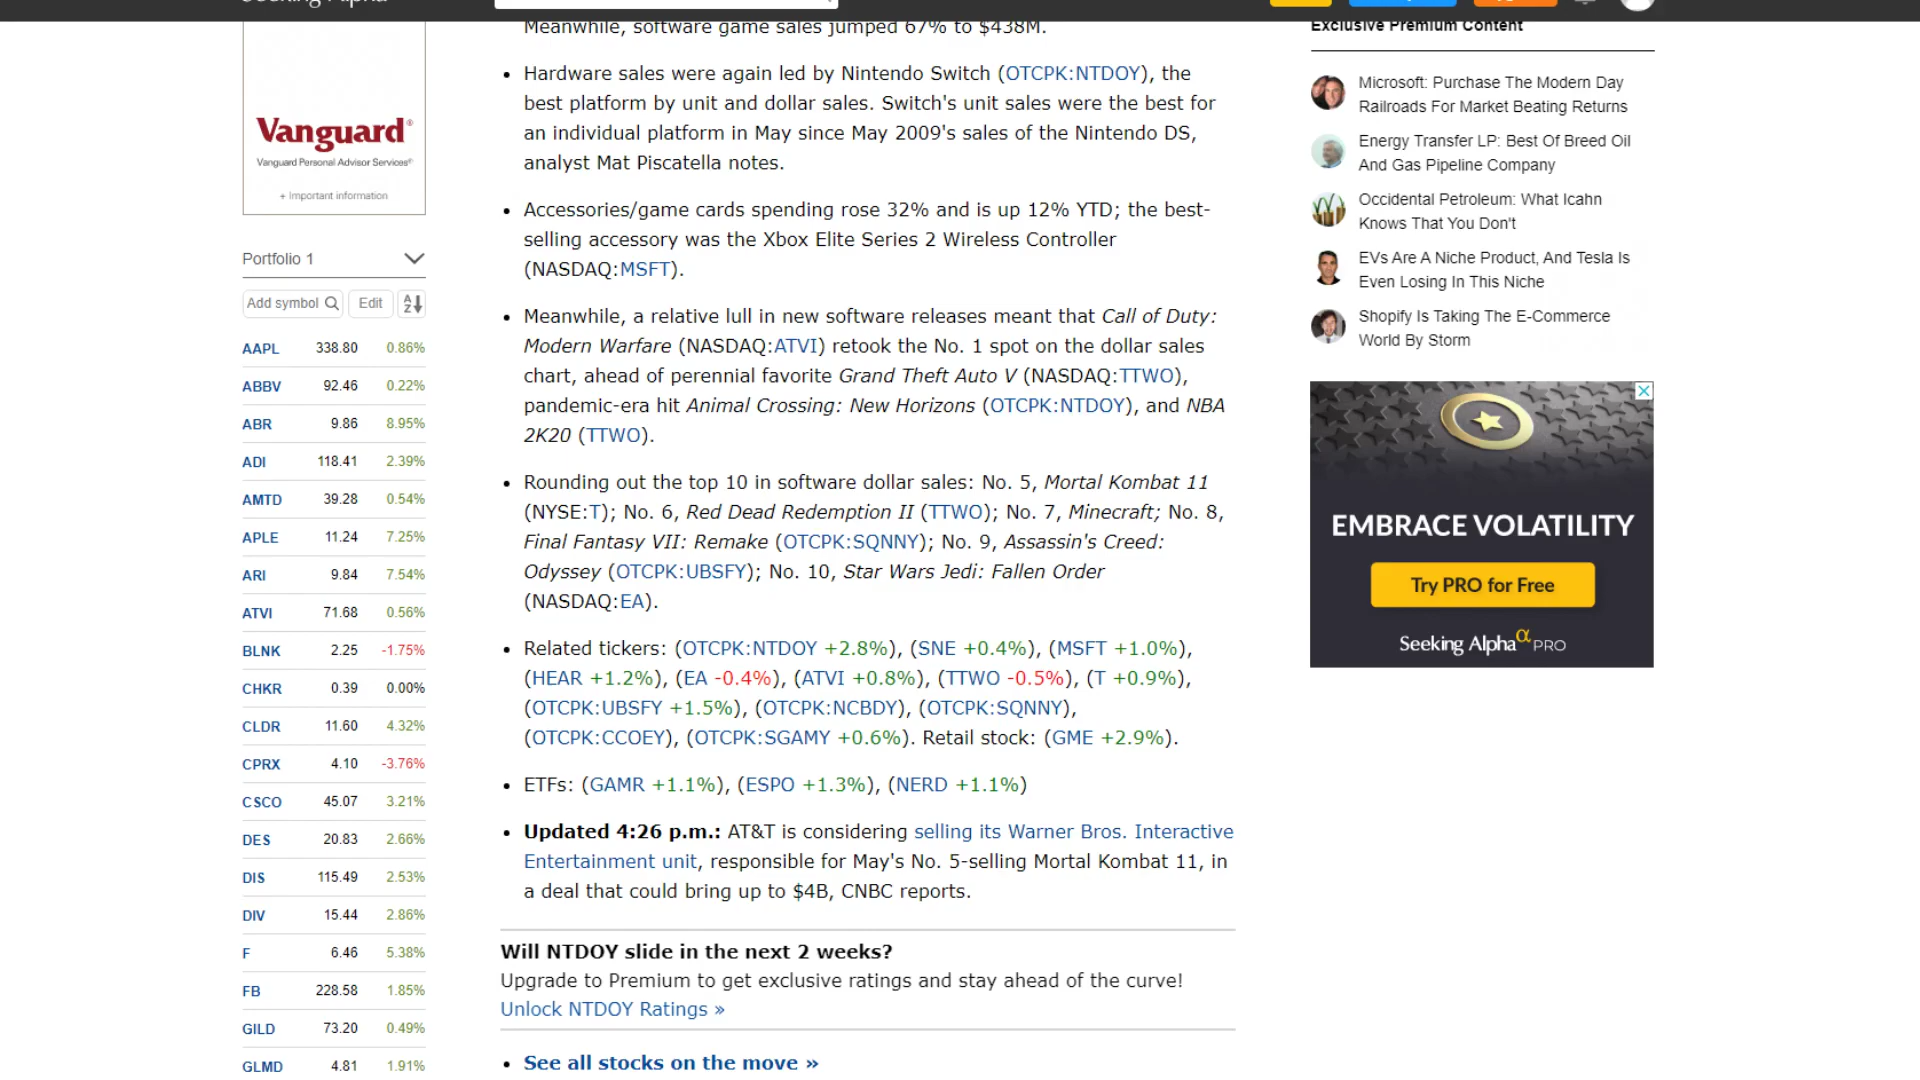 Seeking Alpha
Vanguard®
Vanguard Personal Advisor Services®
+ Important information
Portfolio 1
Add symbol
Edit
AAPL 338.80 0.86%
ABBV 92.46 0.22%
ABR 9.86 8.95%
ADI 118.41 2.39%
AMTD 39.28 0.54%
APLE 11.24 7.25%
ARI 9.84 7.54%
ATVI 71.68 0.56%
BLNK 2.25 -1.75%
CHKR 0.39 0.00%
CLDR 11.60 4.32%
CPRX 4.10 -3.76%
CSCO 45.07 3.21%
DES 20.83 2.66%
DIS 115.49 2.53%
DIV 15.44 2.86%
F 6.46 5.38%
FB 228.58 1.85%
GILD 73.20 0.49%
GLMD 4.81 1.91%
Meanwhile, software game sales jumped 67% to $438M.
• Hardware sales were again led by Nintendo Switch (OTCPK:NTDOY), the
best platform by unit and dollar sales. Switch's unit sales were the best for
an individual platform in May since May 2009's sales of the Nintendo DS,
analyst Mat Piscatella notes.
• Accessories/game cards spending rose 32% and is up 12% YTD; the best-
selling accessory was the Xbox Elite Series 2 Wireless Controller
(NASDAQ:MSFT).
• Meanwhile, a relative lull in new software releases meant that Call of Duty:
Modern Warfare (NASDAQ:ATVI) retook the No. 1 spot on the dollar sales
chart, ahead of perennial favorite Grand Theft Auto V (NASDAQ:TTWO),
pandemic-era hit Animal Crossing: New Horizons (OTCPK:NTDOY), and NBA
2K20 (TTWO).
• Rounding out the top 10 in software dollar sales: No. 5, Mortal Kombat 11
(NYSE:T); No. 6, Red Dead Redemption II (TTWO); No. 7, Minecraft; No. 8,
Final Fantasy VII: Remake (OTCPK:SQNNY); No. 9, Assassin's Creed:
Odyssey (OTCPK:UBSFY); No. 10, Star Wars Jedi: Fallen Order
(NASDAQ:EA).
• Related tickers: (OTCPK:NTDOY +2.8%), (SNE +0.4%), (MSFT +1.0%),
(HEAR +1.2%), (EA -0.4%), (ATVI +0.8%), (TTWO -0.5%), (T +0.9%),
(OTCPK:UBSFY +1.5%), (OTCPK:NCBDY), (OTCPK:SQNNY),
(OTCPK:CCOEY), (OTCPK:SGAMY +0.6%). Retail stock: (GME +2.9%).
• ETFs: (GAMR +1.1%), (ESPO +1.3%), (NERD +1.1%)
• Updated 4:26 p.m.: AT&T is considering selling its Warner Bros. Interactive
Entertainment unit, responsible for May's No. 5-selling Mortal Kombat 11, in
a deal that could bring up to $4B, CNBC reports.
Will NTDOY slide in the next 2 weeks?
Upgrade to Premium to get exclusive ratings and stay ahead of the curve!
Unlock NTDOY Ratings »
• See all stocks on the move »
Exclusive Premium Content
Microsoft: Purchase The Modern Day
Railroads For Market Beating Returns
Energy Transfer LP: Best Of Breed Oil
And Gas Pipeline Company
Occidental Petroleum: What Icahn
Knows That You Don't
EVs Are A Niche Product, And Tesla Is
Even Losing In This Niche
Shopify Is Taking The E-Commerce
World By Storm
EMBRACE VOLATILITY
Try PRO for Free
Seeking Alpha α PRO